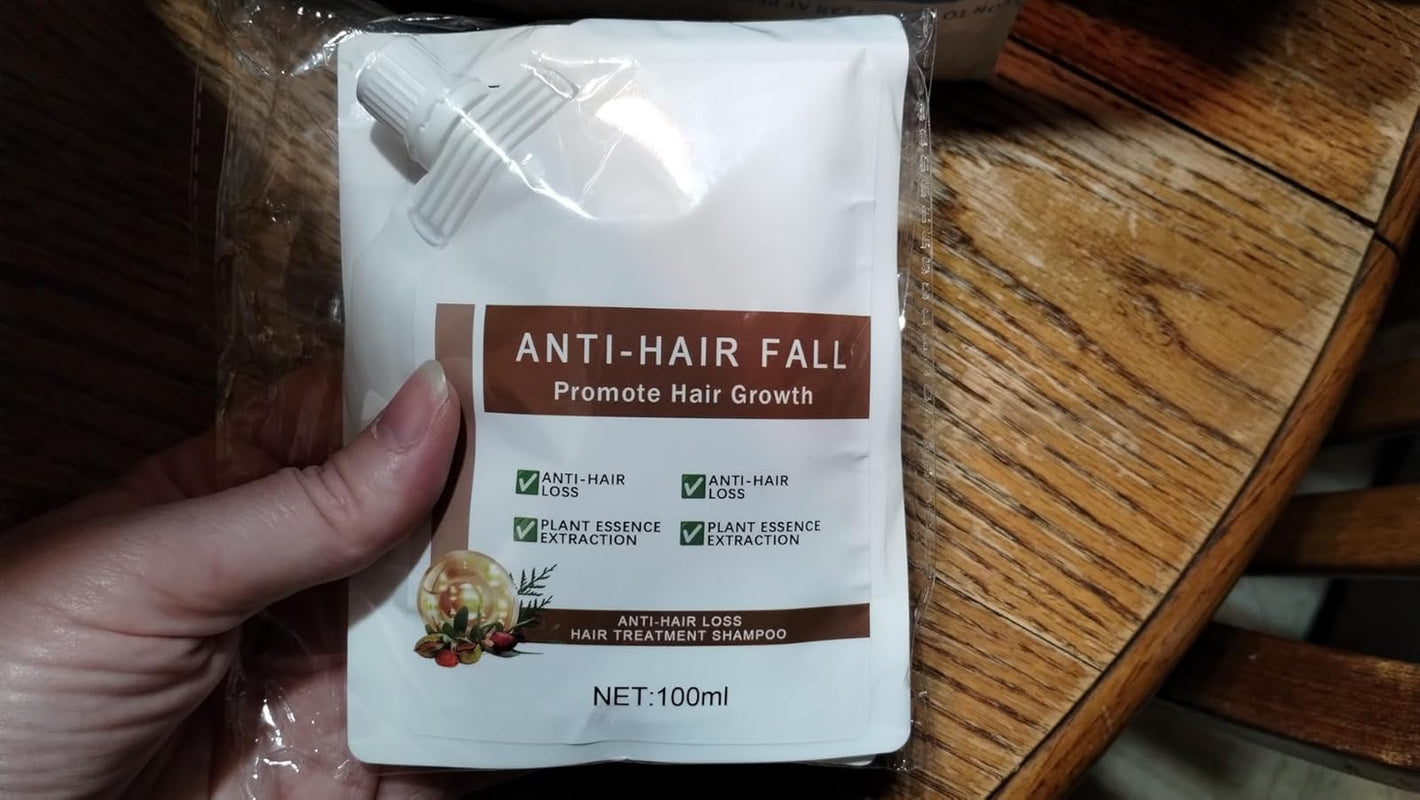 ANTI-HAIR FALL
Promote Hair Growth
ANTI-HAIR
LOSS
ANTI-HAIR
LOSS
PLANT ESSENCE
EXTRACTION
PLANT ESSENCE
EXTRACTION
ANTI-HAIR LOSS
HAIR TREATMENT SHAMPOO
NET:100ml